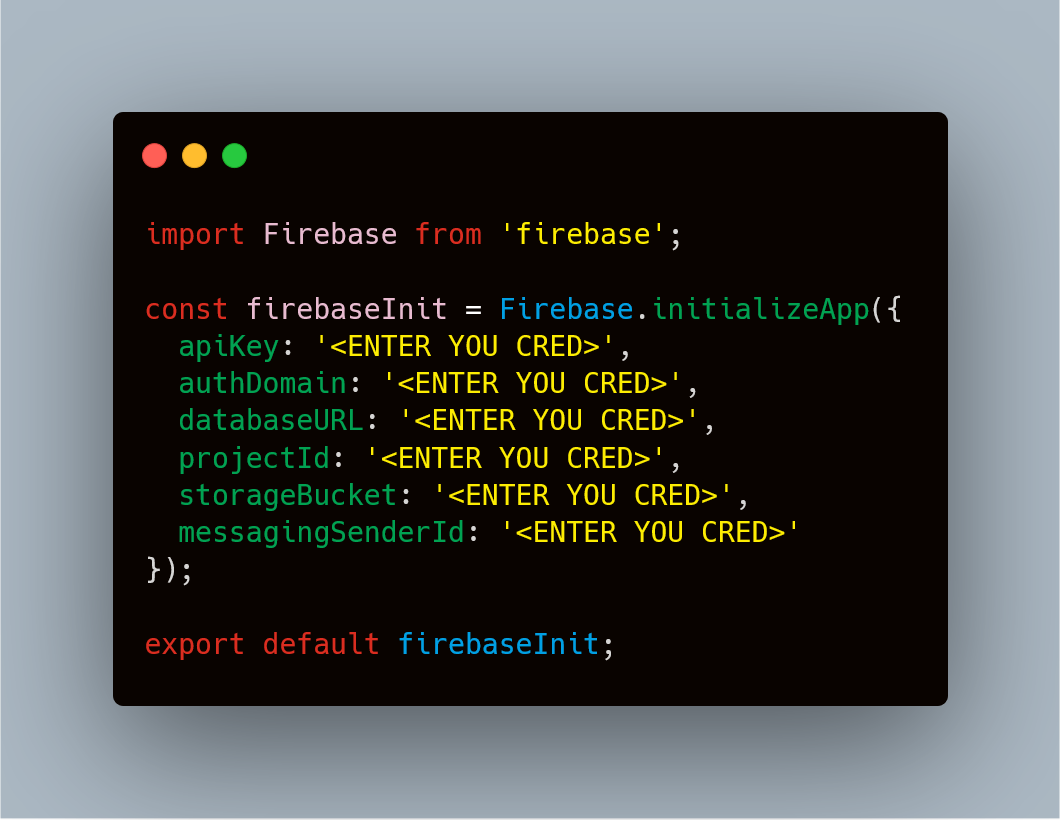 import Firebase from 'firebase';

const firebaseInit = Firebase.initializeApp({
  apiKey: '<ENTER YOU CRED>',
  authDomain: '<ENTER YOU CRED>',
  databaseURL: '<ENTER YOU CRED>',
  projectId: '<ENTER YOU CRED>',
  storageBucket: '<ENTER YOU CRED>',
  messagingSenderId: '<ENTER YOU CRED>'
});

export default firebaseInit;